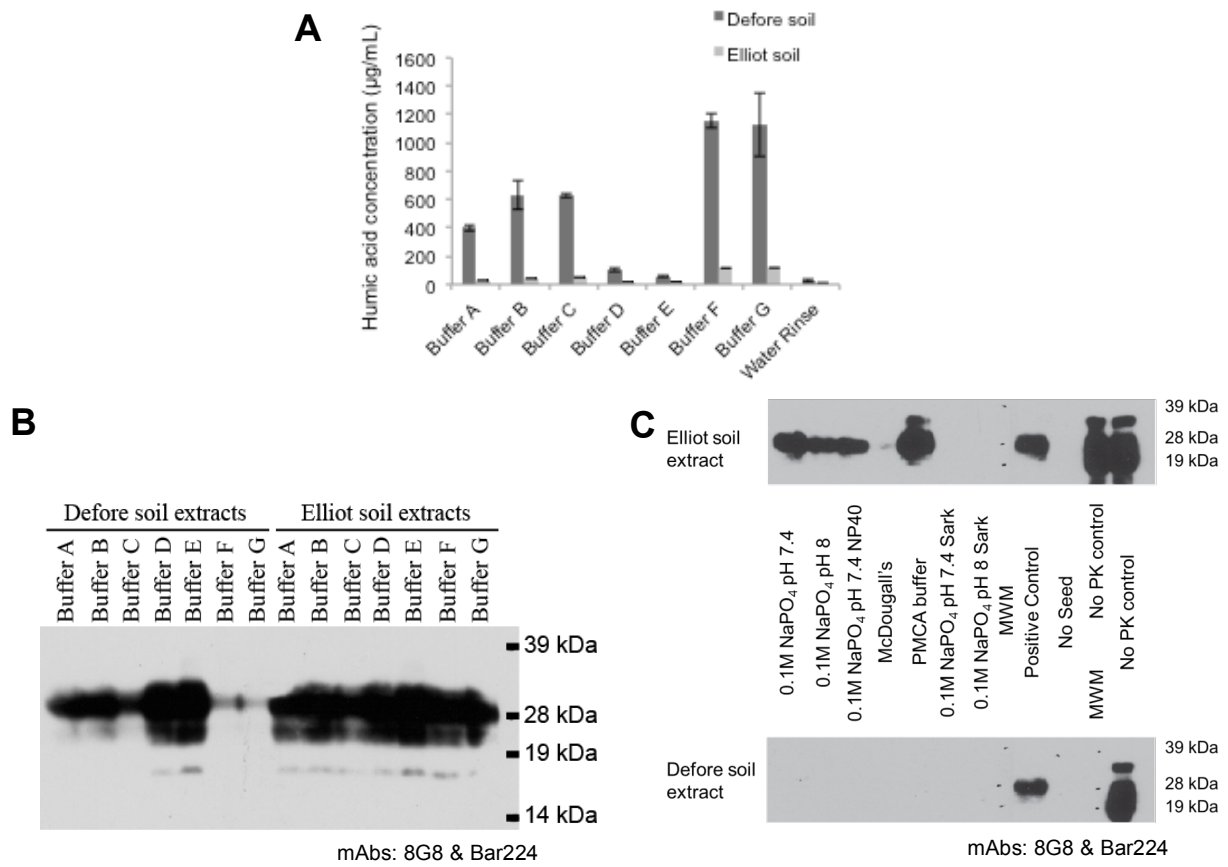 A
Defore soil
Elliot soil
Humic acid concentration (µg/mL)
1600
1400
1200
1000
800
600
400
200
0
Buffer A
Buffer B
Buffer C
Buffer D
Buffer E
Buffer F
Buffer G
Water Rinse
B
Defore soil extracts
Elliot soil extracts
Buffer A
Buffer B
Buffer C
Buffer D
Buffer E
Buffer F
Buffer G
Buffer A
Buffer B
Buffer C
Buffer D
Buffer E
Buffer F
Buffer G
39 kDa
28 kDa
19 kDa
14 kDa
mAbs: 8G8 & Bar224
C
Elliot soil
extract
39 kDa
28 kDa
19 kDa
0.1M NaPO4 pH 7.4
0.1M NaPO4 pH 8
0.1M NaPO4 pH 7.4 NP40
McDougall's
PMCA buffer
0.1M NaPO4 pH 7.4 Sark
0.1M NaPO4 pH 8 Sark
MWM
Positive Control
No Seed
MWM
No PK control
No PK control
Defore soil
extract
39 kDa
28 kDa
19 kDa
mAbs: 8G8 & Bar224